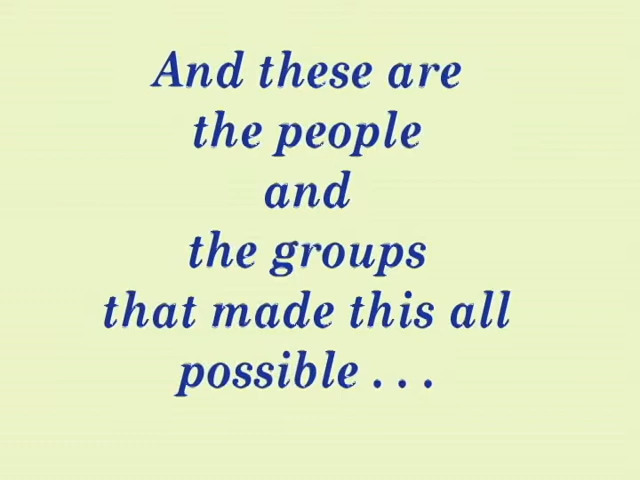 And these are
the people
and
the groups
that made this all
possible . . .